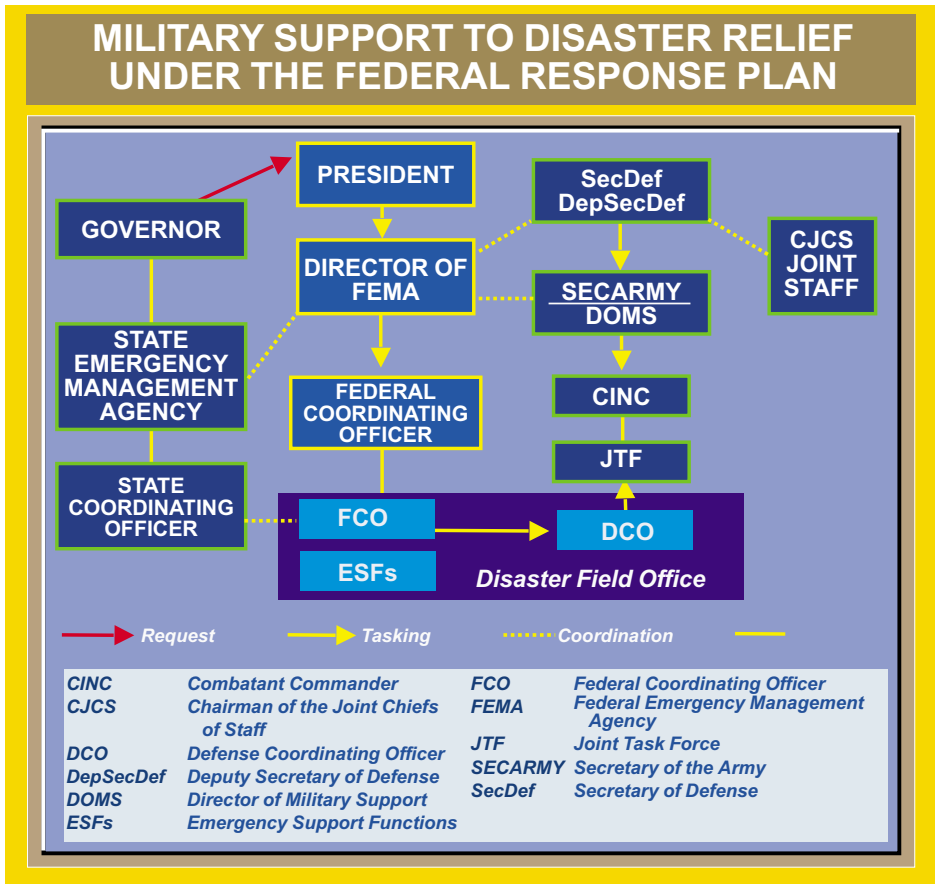 MILITARY SUPPORT TO DISASTER RELIEF
UNDER THE FEDERAL RESPONSE PLAN
PRESIDENT
SecDef
DepSecDef
GOVERNOR
CJCS
JOINT
STAFF
DIRECTOR OF
FEMA
SECARMY
DOMS
STATE
EMERGENCY
MANAGEMENT
AGENCY
FEDERAL
COORDINATING
OFFICER
CINC
JTF
STATE
COORDINATING
OFFICER
FCO
DCO
ESFs
Disaster Field Office
Request
Tasking
Coordination
CINC Combatant Commander
CJCS Chairman of the Joint Chiefs
of Staff
DCO Defense Coordinating Officer
DepSecDef Deputy Secretary of Defense
DOMS Director of Military Support
ESFs Emergency Support Functions
FCO Federal Coordinating Officer
FEMA Federal Emergency Management
Agency
JTF Joint Task Force
SECARMY Secretary of the Army
SecDef Secretary of Defense